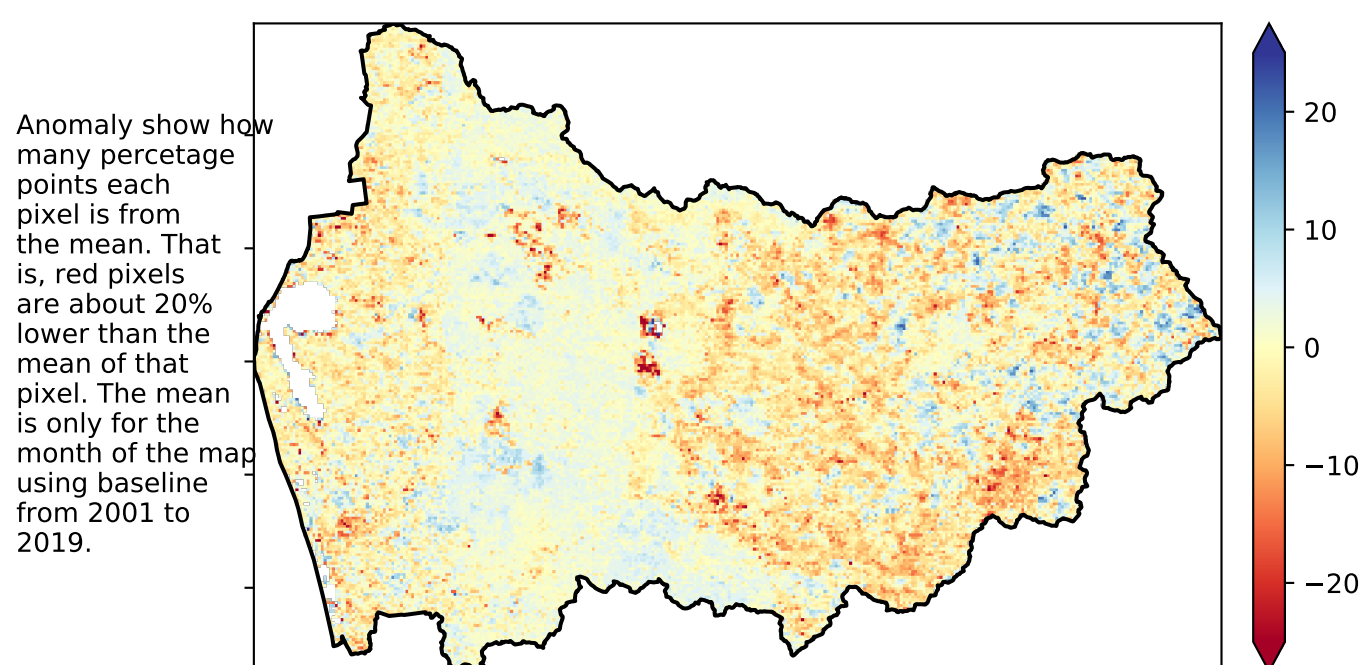 Anomaly show how
many percetage
points each
pixel is from
the mean. That
is, red pixels
are about 20%
lower than the
mean of that
pixel. The mean
is only for the
month of the map
using baseline
from 2001 to
2019.
20
10
0
−10
−20